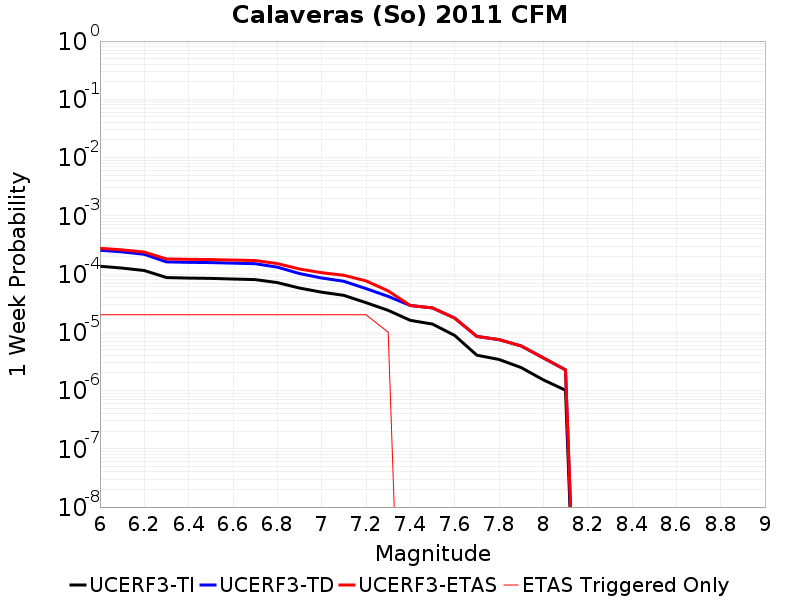 Calaveras (So) 2011 CFM
1 Week Probability
10^0
10^-1
10^-2
10^-3
10^-4
10^-5
10^-6
10^-7
10^-8
6 6.2 6.4 6.6 6.8 7 7.2 7.4 7.6 7.8 8 8.2 8.4 8.6 8.8 9
Magnitude
UCERF3-TI UCERF3-TD UCERF3-ETAS ETAS Triggered Only